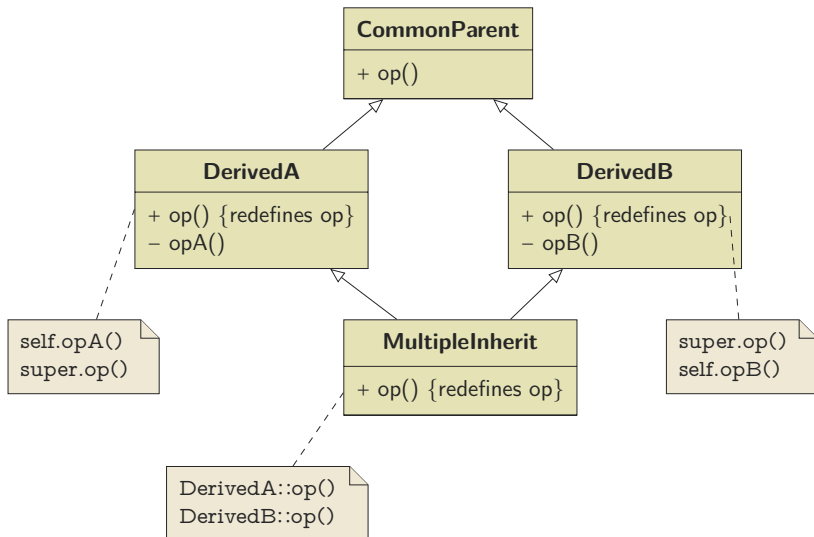 CommonParent
+ op()
DerivedA
+ op() {redefines op}
– opA()
DerivedB
+ op() {redefines op}
– opB()
self.opA()
super.op()
MultipleInherit
+ op() {redefines op}
super.op()
self.opB()
DerivedA::op()
DerivedB::op()